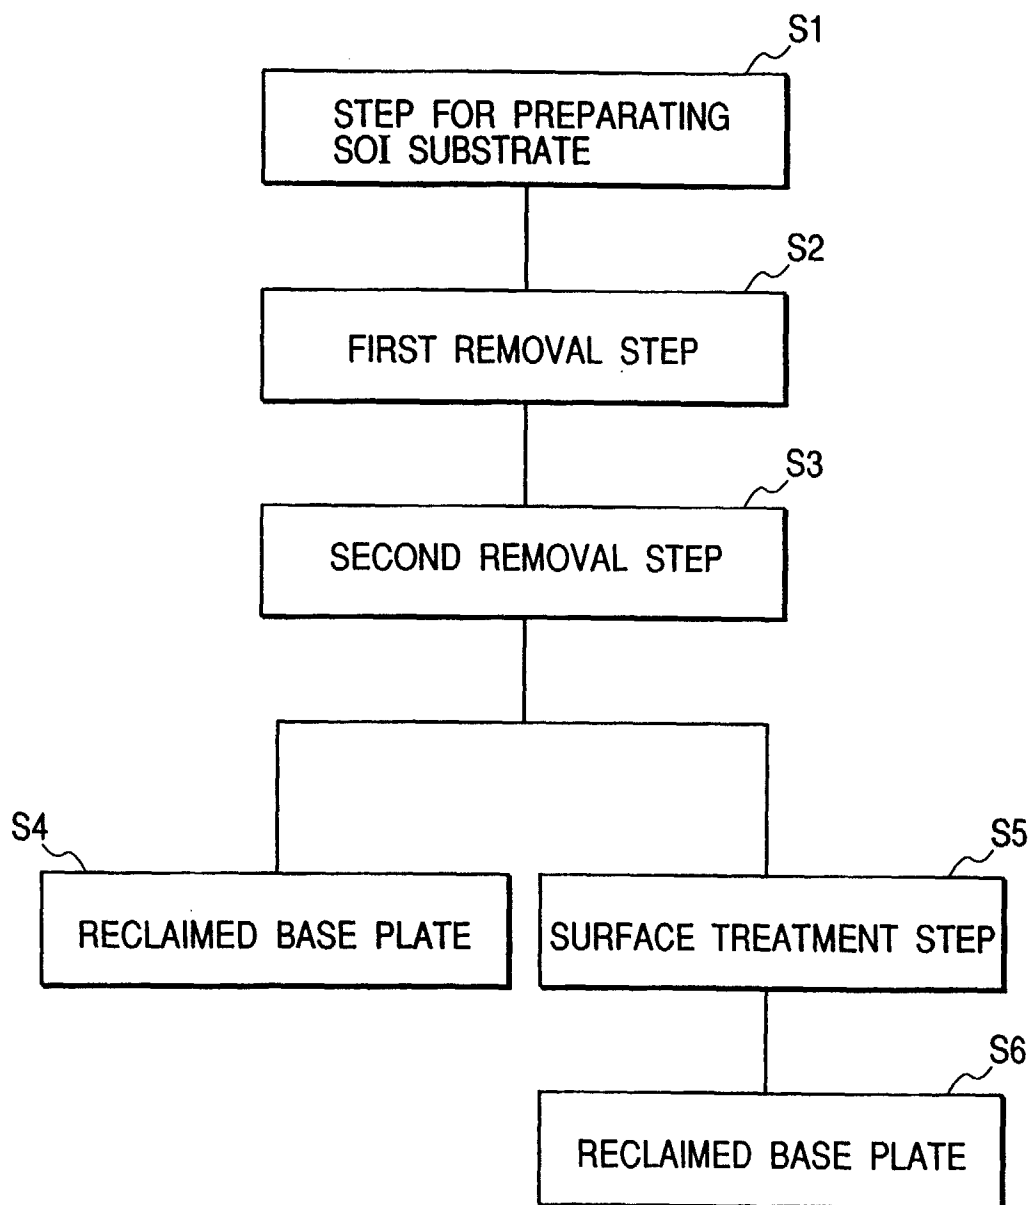 S1
STEP FOR PREPARATING
SOI SUBSTRATE
S2
FIRST REMOVAL STEP
S3
SECOND REMOVAL STEP
S4
RECLAIMED BASE PLATE
S5
SURFACE TREATMENT STEP
S6
RECLAIMED BASE PLATE